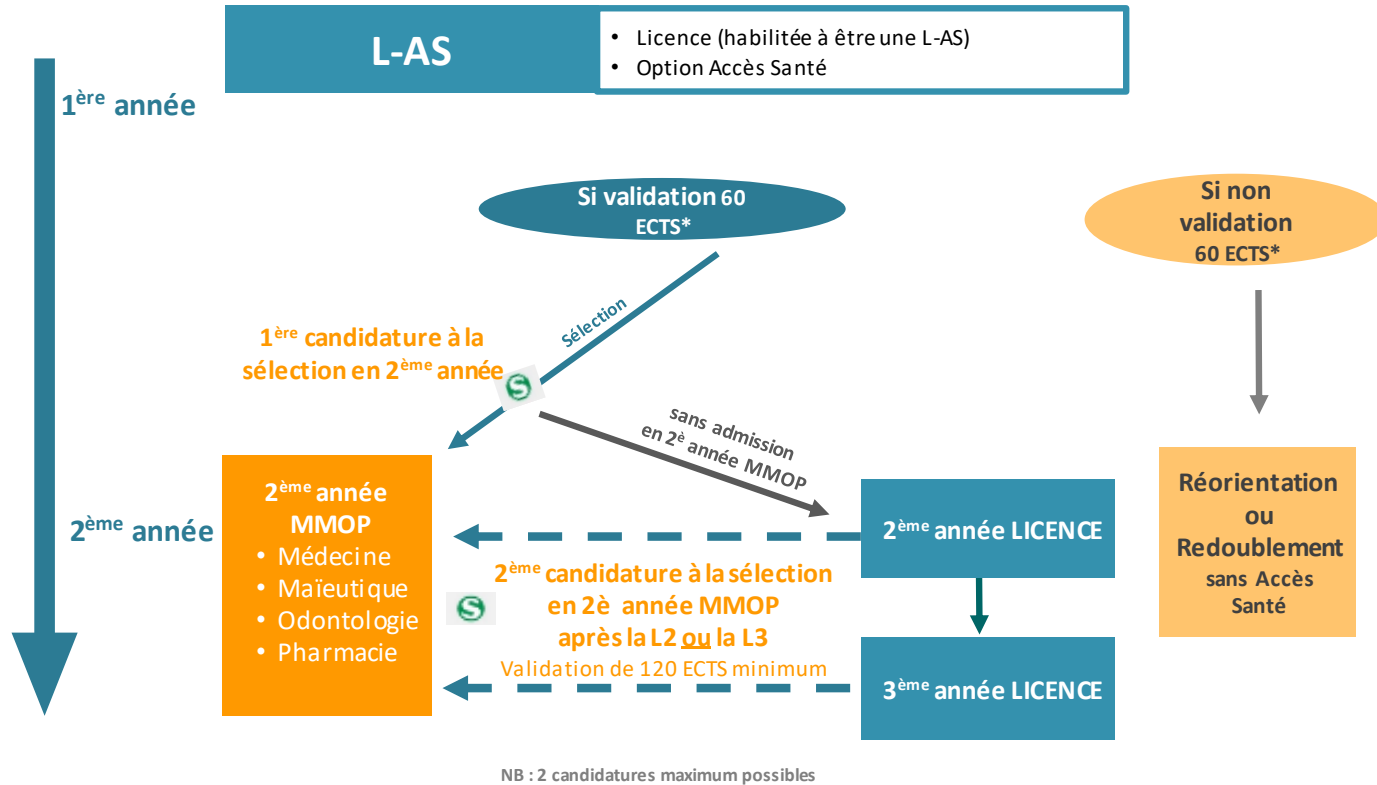 L-AS
• Licence (habilitée à être une L-AS)
• Option Accès Santé
1ère année
Si validation 60
ECTS*
Si non
validation
60 ECTS*
Sélection
1ère candidature à la
sélection en 2ème année
S
sans admission
en 2è année MMOP
2ème année
2ème année
MMOP
• Médecine
• Maïeutique
• Odontologie
• Pharmacie
2ème candidature à la sélection
en 2è année MMOP
après la L2 ou la L3
Validation de 120 ECTS minimum
S
2ème année LICENCE
3ème année LICENCE
Réorientation
ou
Redoublement
sans Accès
Santé
NB : 2 candidatures maximum possibles